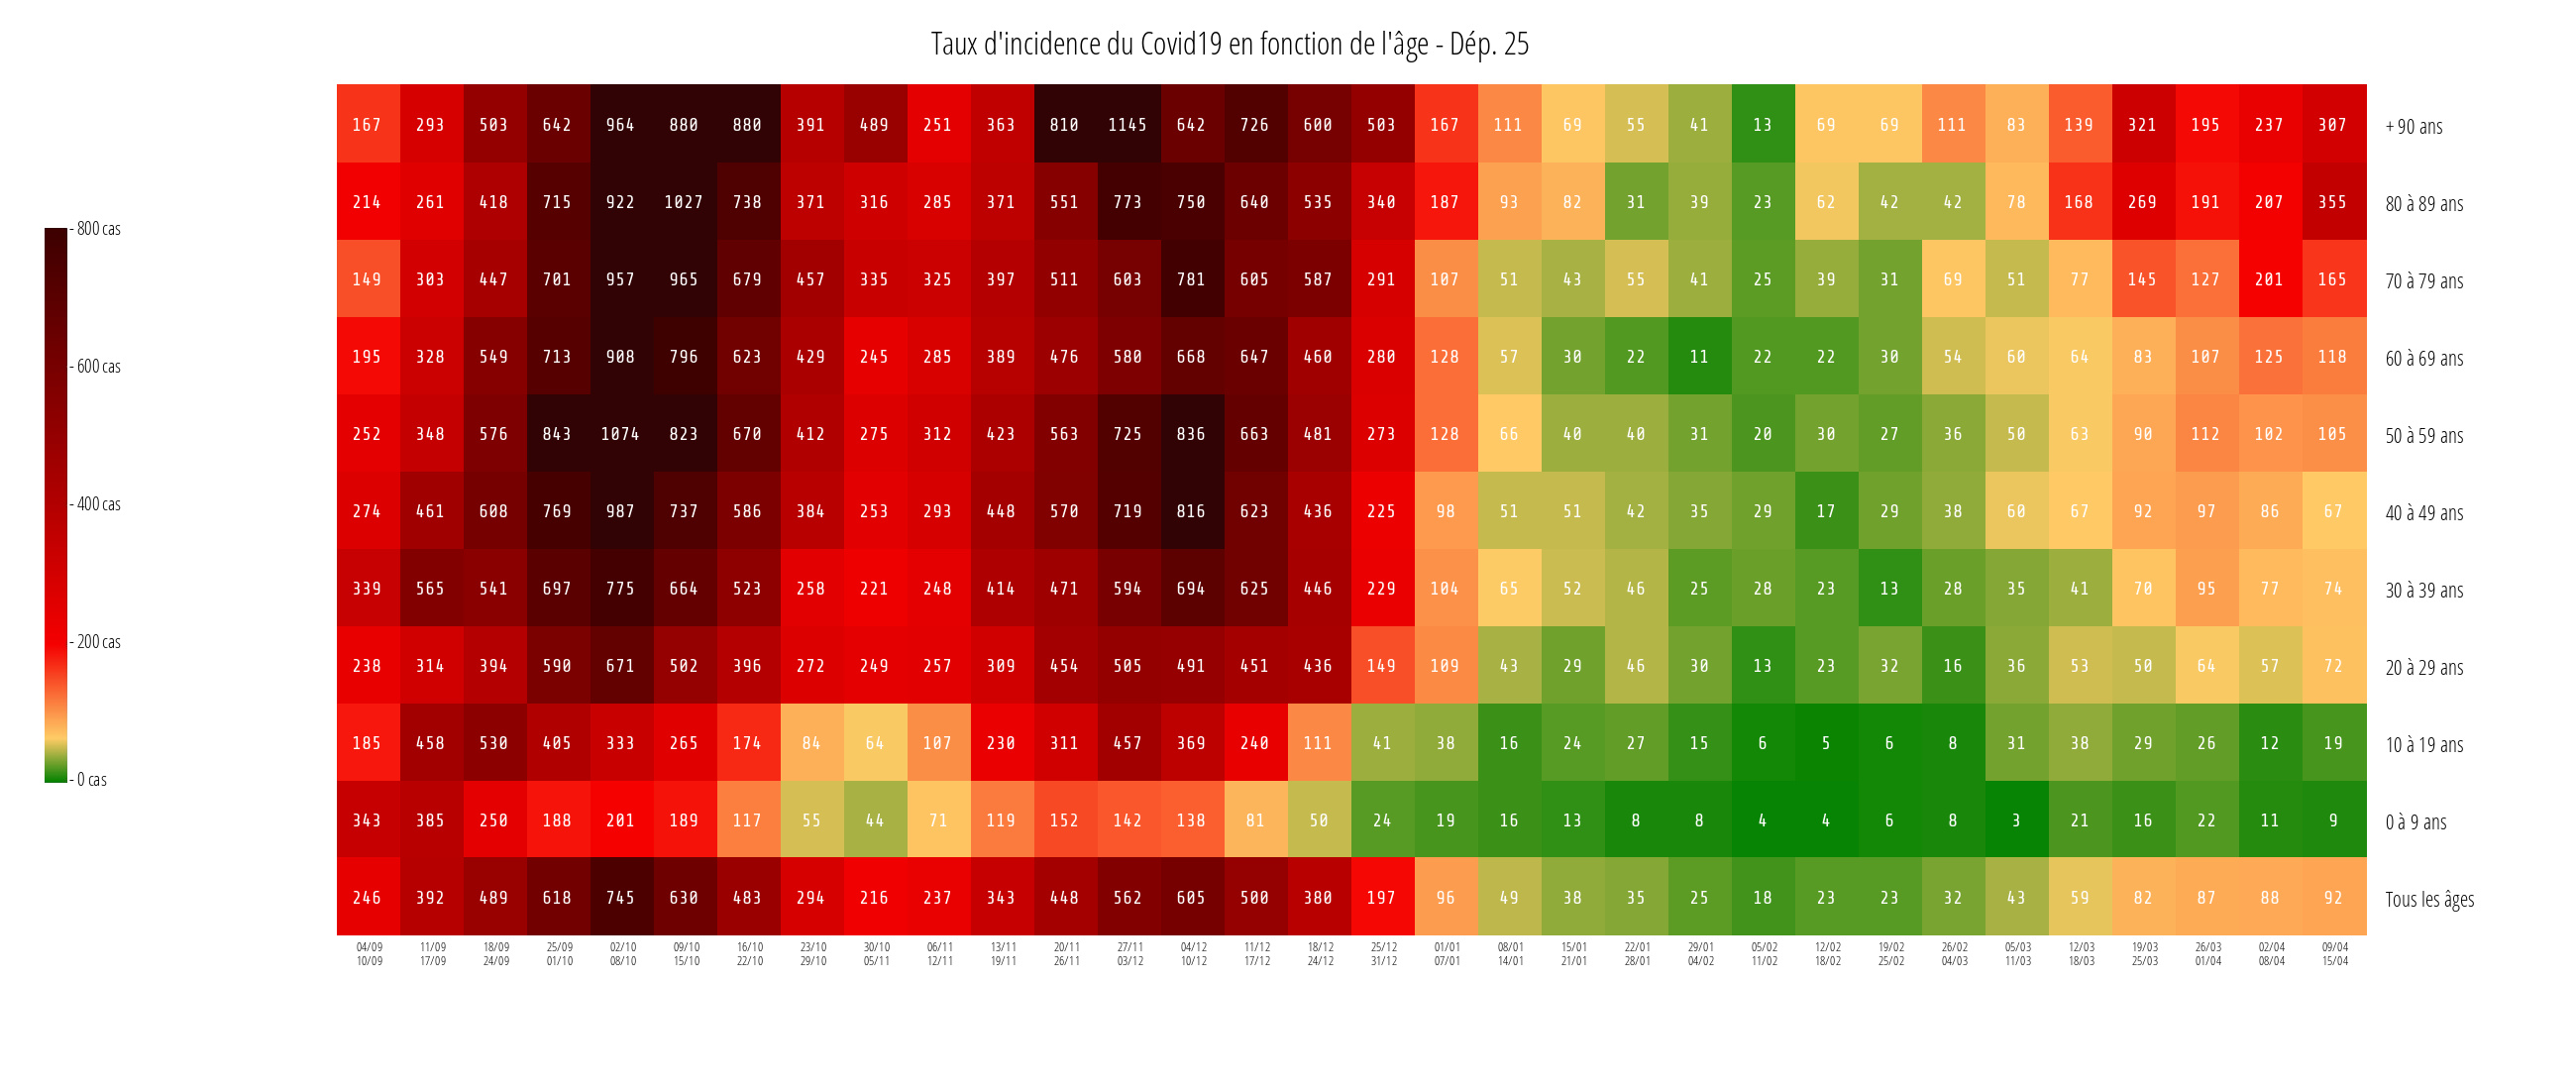 Taux d'incidence du Covid19 en fonction de l'âge - Dép. 25
167 293 503 642 964 880 880 391 489 251 363 810 1145 642 726 600 503 167 111 69 55 41 13 69 69 111 83 139 321 195 237 307 + 90 ans
214 261 418 715 922 1027 738 371 316 285 371 551 773 750 640 535 340 187 93 82 31 39 23 62 42 42 78 168 269 191 207 355 80 à 89 ans
- 800 cas
149 303 447 701 957 965 679 457 335 325 397 511 603 781 605 587 291 107 51 43 55 41 25 39 31 69 51 77 145 127 201 165 70 à 79 ans
195 328 549 713 908 796 623 429 245 285 389 476 580 668 647 460 280 128 57 30 22 11 22 22 30 54 60 64 83 107 125 118 60 à 69 ans
- 600 cas
252 348 576 843 1074 823 670 412 275 312 423 563 725 836 663 481 273 128 66 40 40 31 20 30 27 36 50 63 90 112 102 105 50 à 59 ans
- 400 cas
274 461 608 769 987 737 586 384 253 293 448 570 719 816 623 436 225 98 51 51 42 35 29 17 29 38 60 67 92 97 86 67 40 à 49 ans
339 565 541 697 775 664 523 258 221 248 414 471 594 694 625 446 229 104 65 52 46 25 28 23 13 28 35 41 70 95 77 74 30 à 39 ans
- 200 cas
238 314 394 590 671 502 396 272 249 257 309 454 505 491 451 436 149 109 43 29 46 30 13 23 32 16 36 53 50 64 57 72 20 à 29 ans
185 458 530 405 333 265 174 84 64 107 230 311 457 369 240 111 41 38 16 24 27 15 6 5 6 8 31 38 29 26 12 19 10 à 19 ans
- 0 cas
343 385 250 188 201 189 117 55 44 71 119 152 142 138 81 50 24 19 16 13 8 8 4 4 6 8 3 21 16 22 11 9 0 à 9 ans
246 392 489 618 745 630 483 294 216 237 343 448 562 605 500 380 197 96 49 38 35 25 18 23 23 32 43 59 82 87 88 92 Tous les âges
04/09 11/09 18/09 25/09 02/10 09/10 16/10 23/10 30/10 06/11 13/11 20/11 27/11 04/12 11/12 18/12 25/12 01/01 08/01 15/01 22/01 29/01 05/02 12/02 19/02 26/02 05/03 12/03 19/03 26/03 02/04 09/04
10/09 17/09 24/09 01/10 08/10 15/10 22/10 29/10 05/11 12/11 19/11 26/11 03/12 10/12 17/12 24/12 31/12 07/01 14/01 21/01 28/01 04/02 11/02 18/02 25/02 04/03 11/03 18/03 25/03 01/04 08/04 15/04